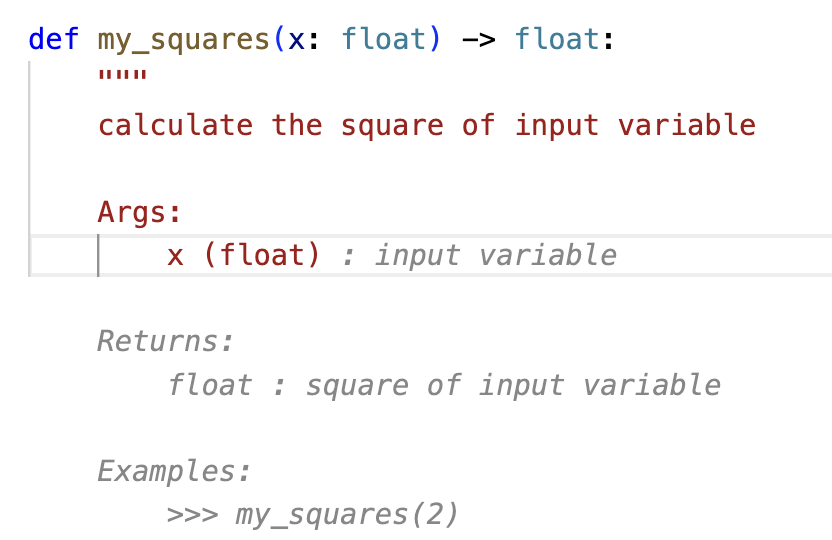 def my_squares(x: float) -> float:
    """
    calculate the square of input variable

    Args:
        x (float) : input variable

    Returns:
        float : square of input variable

    Examples:
        >>> my_squares(2)